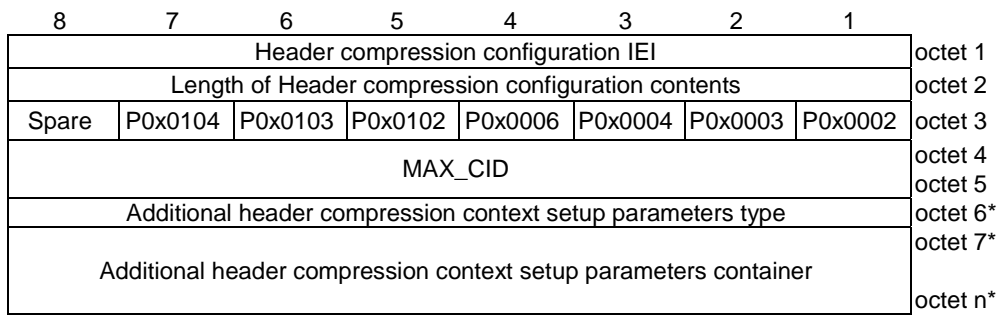 8 7 6 5 4 3 2 1
Header compression configuration IEI octet 1
Length of Header compression configuration contents octet 2
Spare P0x0104 P0x0103 P0x0102 P0x0006 P0x0004 P0x0003 P0x0002 octet 3
MAX_CID octet 4
octet 5
Additional header compression context setup parameters type octet 6*
octet 7*
Additional header compression context setup parameters container
octet n*